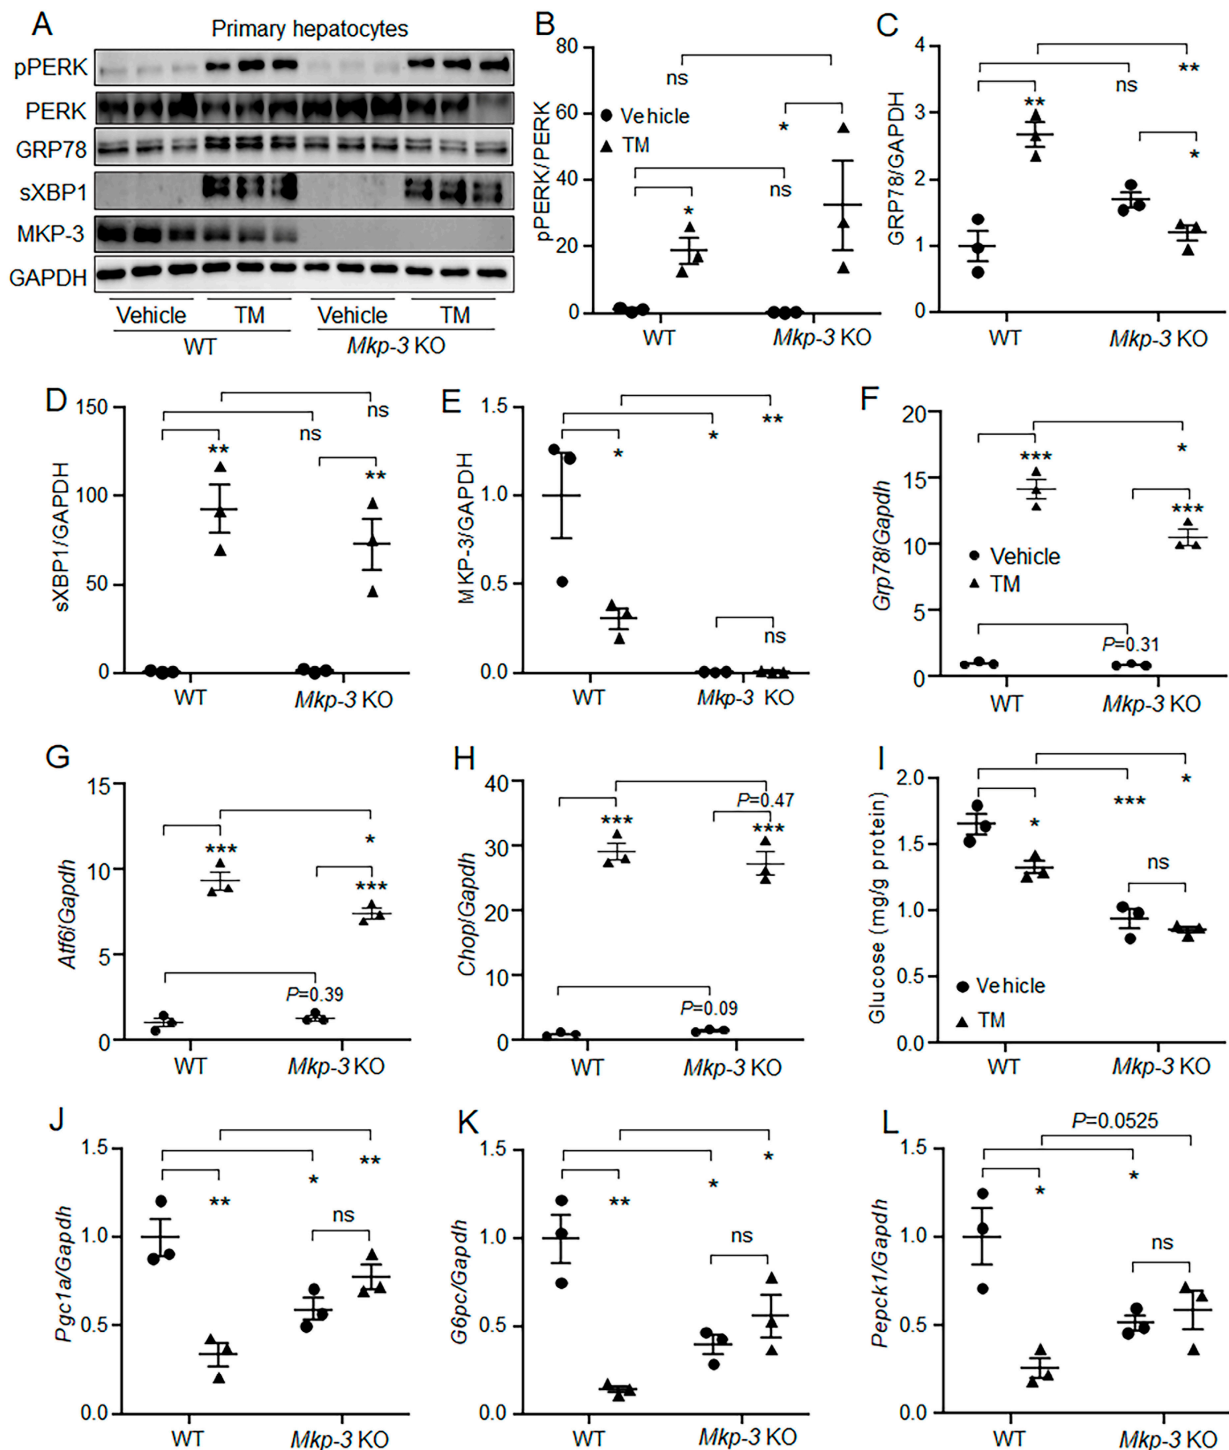 A
Primary hepatocytes
pPERK
PERK
GRP78
sXBP1
MKP-3
GAPDH
Vehicle TM Vehicle TM
WT Mkp-3 KO
B
pPERK/PERK
80
60
40
20
0
ns
Vehicle
TM
*
ns
*
WT Mkp-3 KO
C
GRP78/GAPDH
4
3
2
1
0
**
ns
**
*
WT Mkp-3 KO
D
sXBP1/GAPDH
150
100
50
0
ns
ns
**
**
WT Mkp-3 KO
E
MKP-3/GAPDH
1.5
1.0
0.5
0.0
**
*
*
ns
WT Mkp-3 KO
F
Grp78/Gapdh
20
15
10
5
0
*
***
***
Vehicle
TM
P=0.31
WT Mkp-3 KO
G
Atf6/Gapdh
15
10
5
0
*
***
***
P=0.39
WT Mkp-3 KO
H
Chop/Gapdh
40
30
20
10
0
P=0.47
***
***
P=0.09
WT Mkp-3 KO
I
Glucose (mg/g protein)
2.0
1.5
1.0
0.5
0.0
*
***
*
ns
Vehicle
TM
WT Mkp-3 KO
J
Pgc1a/Gapdh
1.5
1.0
0.5
0.0
**
*
**
ns
WT Mkp-3 KO
K
G6pc/Gapdh
1.5
1.0
0.5
0.0
*
*
**
ns
WT Mkp-3 KO
L
Pepck1/Gapdh
1.5
1.0
0.5
0.0
P=0.0525
*
*
ns
WT Mkp-3 KO